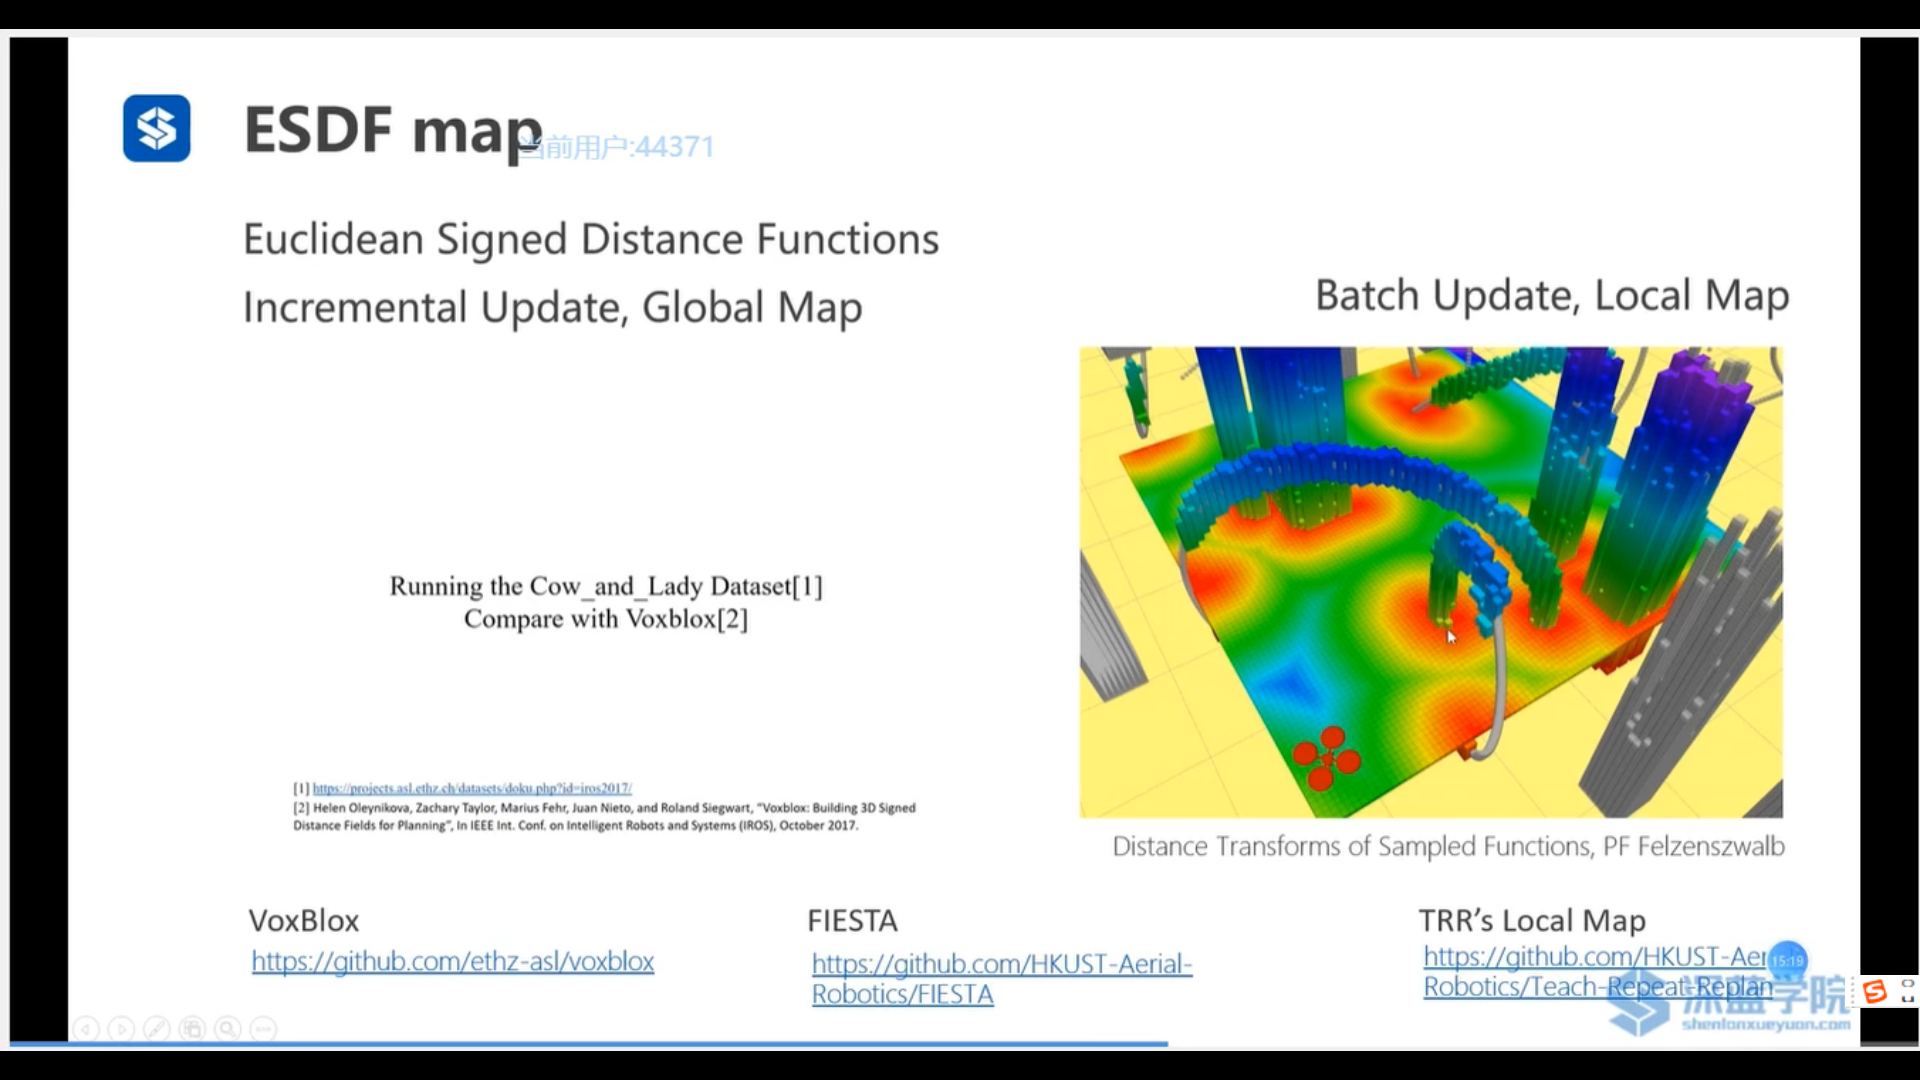 ESDF map
当前用户:44371
Euclidean Signed Distance Functions
Incremental Update, Global Map
Batch Update, Local Map
Running the Cow_and_Lady Dataset[1]
Compare with Voxblox[2]
[1] https://projects.asl.ethz.ch/datasets/doku.php?id=iros2017/
[2] Helen Oleynikova, Zachary Taylor, Marius Fehr, Juan Nieto, and Roland Siegwart, “Voxblox: Building 3D Signed
Distance Fields for Planning”, In IEEE Int. Conf. on Intelligent Robots and Systems (IROS), October 2017.
Distance Transforms of Sampled Functions, PF Felzenszwalb
VoxBlox
https://github.com/ethz-asl/voxblox
FIESTA
https://github.com/HKUST-Aerial-
Robotics/FIESTA
TRR’s Local Map
https://github.com/HKUST-Aer
Robotics/Teach-Repeat-Replan
15:19
深蓝学院
shenlanxueyuan.com